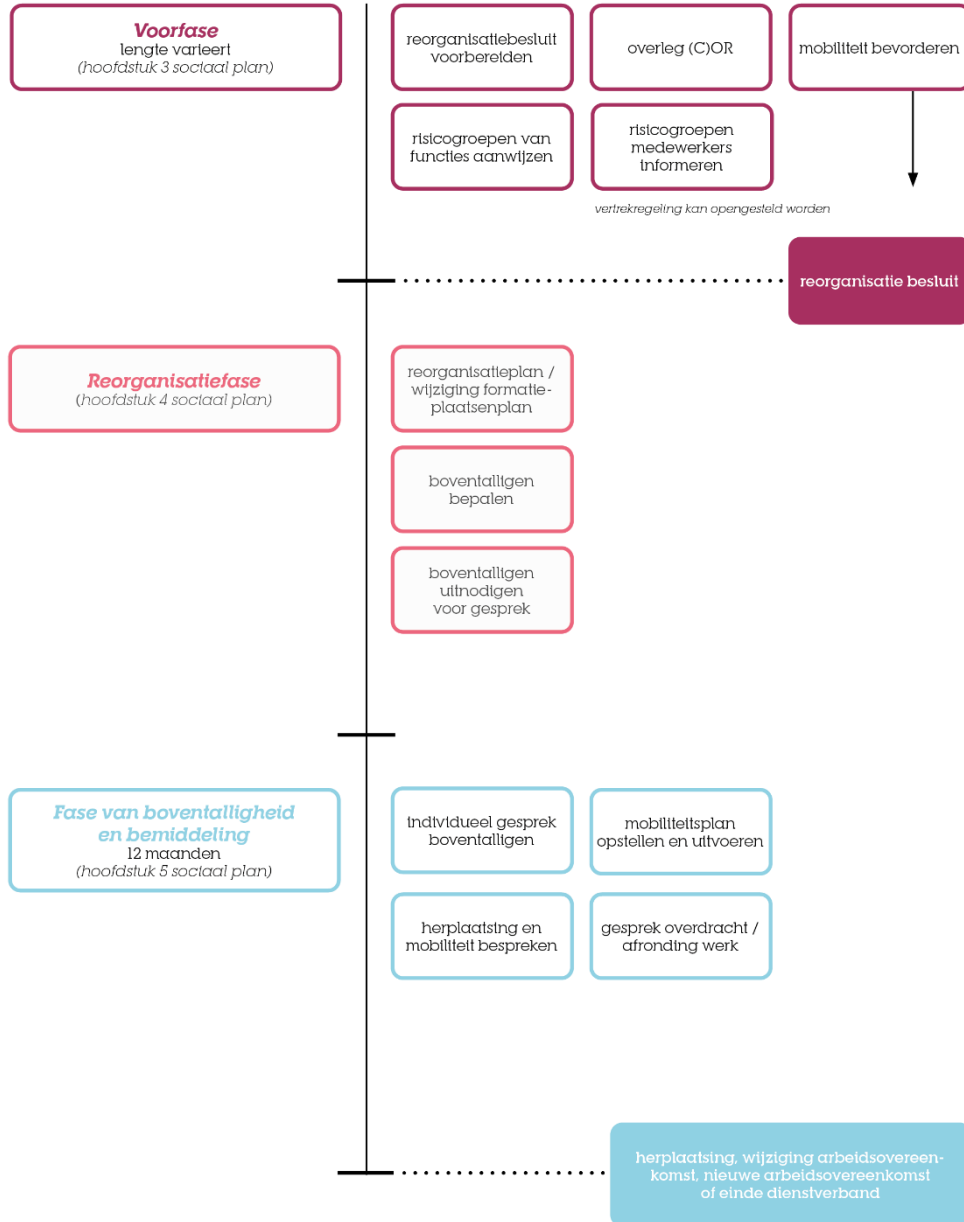 Voorfase
lengte varieert
(hoofdstuk 3 sociaal plan)
reorganisatiebesluit
voorbereiden
overleg (C)OR
mobiliteit bevorderen
risicogroepen van
functies aanwijzen
risicogroepen
medewerkers
informeren
vertrekregeling kan opengesteld worden
reorganisatie besluit
Reorganisatiefase
(hoofdstuk 4 sociaal plan)
reorganisatieplan /
wijziging formatie-
plaatsenplan
boventalligen
bepalen
boventalligen
uitnodigen
voor gesprek
Fase van boventalligheid
en bemiddeling
12 maanden
(hoofdstuk 5 sociaal plan)
individueel gesprek
boventalligen
mobiliteitsplan
opstellen en uitvoeren
herplaatsing en
mobiliteit bespreken
gesprek overdracht /
afronding werk
herplaatsing, wijziging arbeidsovereen-
komst, nieuwe arbeidsovereenkomst
of einde dienstverband